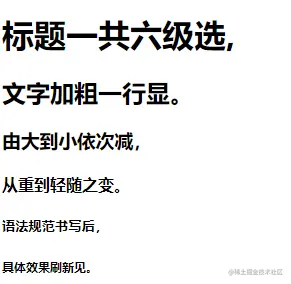 标题一共六级选,
文字加粗一行显。
由大到小依次减，
从重到轻随之变。
语法规范书写后，
具体效果刷新见。
@稀土掘金技术社区